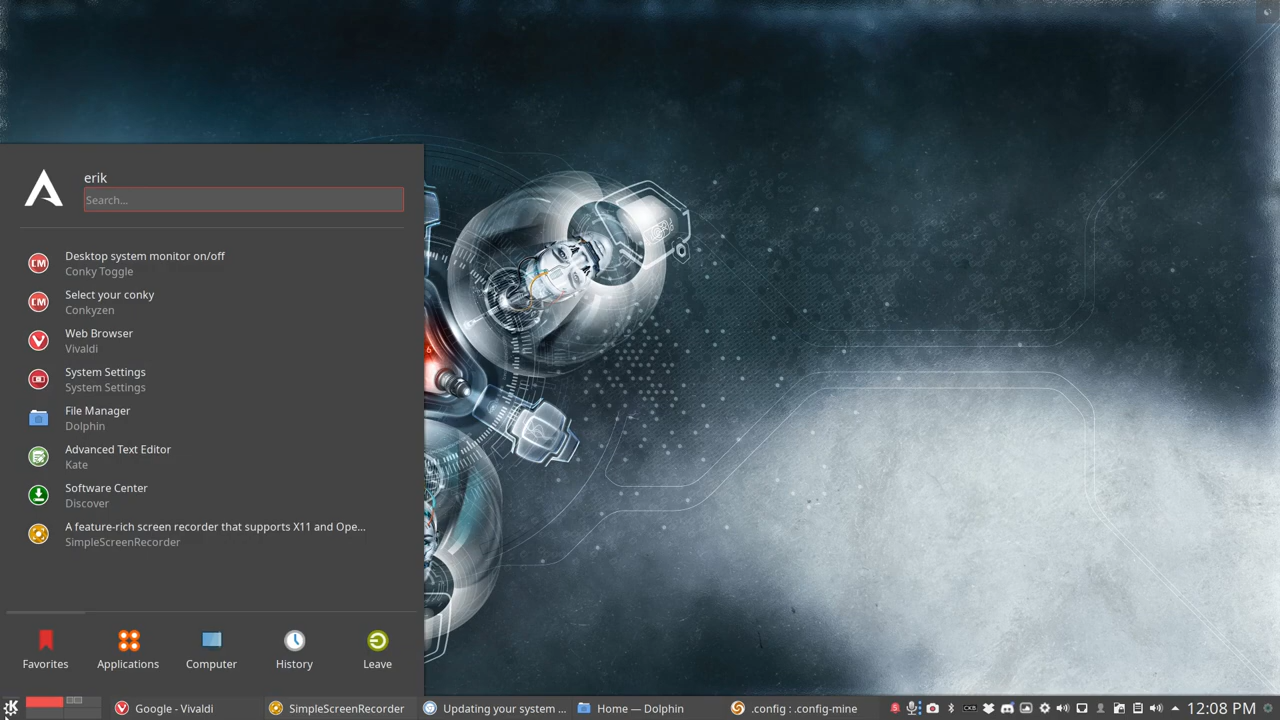 erik
Search...
Desktop system monitor on/off
Conky Toggle
Select your conky
Conkyzen
Web Browser
Vivaldi
System Settings
System Settings
File Manager
Dolphin
Advanced Text Editor
Kate
Software Center
Discover
A feature-rich screen recorder that supports X11 and Ope...
SimpleScreenRecorder
Favorites
Applications
Computer
History
Leave
Google - Vivaldi
SimpleScreenRecorder
Updating your system ...
Home — Dolphin
.config : .config-mine
12:08 PM